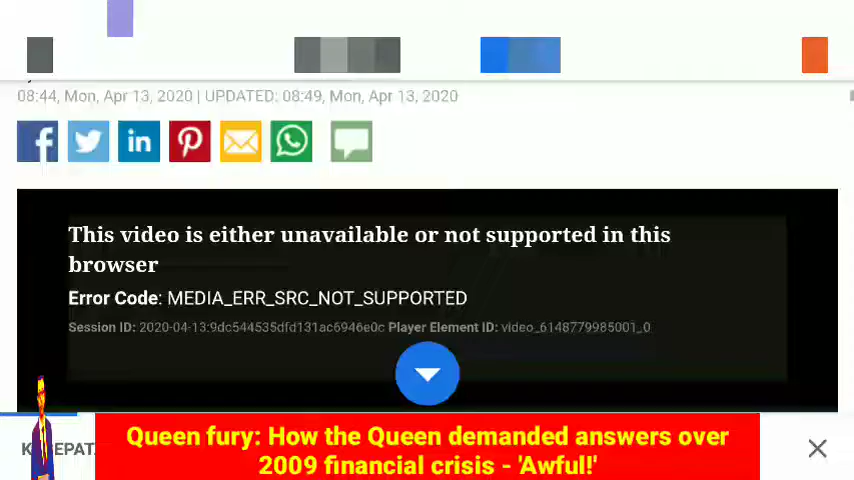 08:44, Mon, Apr 13, 2020 | UPDATED: 08:49, Mon, Apr 13, 2020
This video is either unavailable or not supported in this
browser
Error Code: MEDIA_ERR_SRC_NOT_SUPPORTED
Session ID: 2020-04-13:9dc544535dfd131ac6946e0c Player Element ID: video_6148779985001_0
Queen fury: How the Queen demanded answers over
2009 financial crisis - 'Awful!'